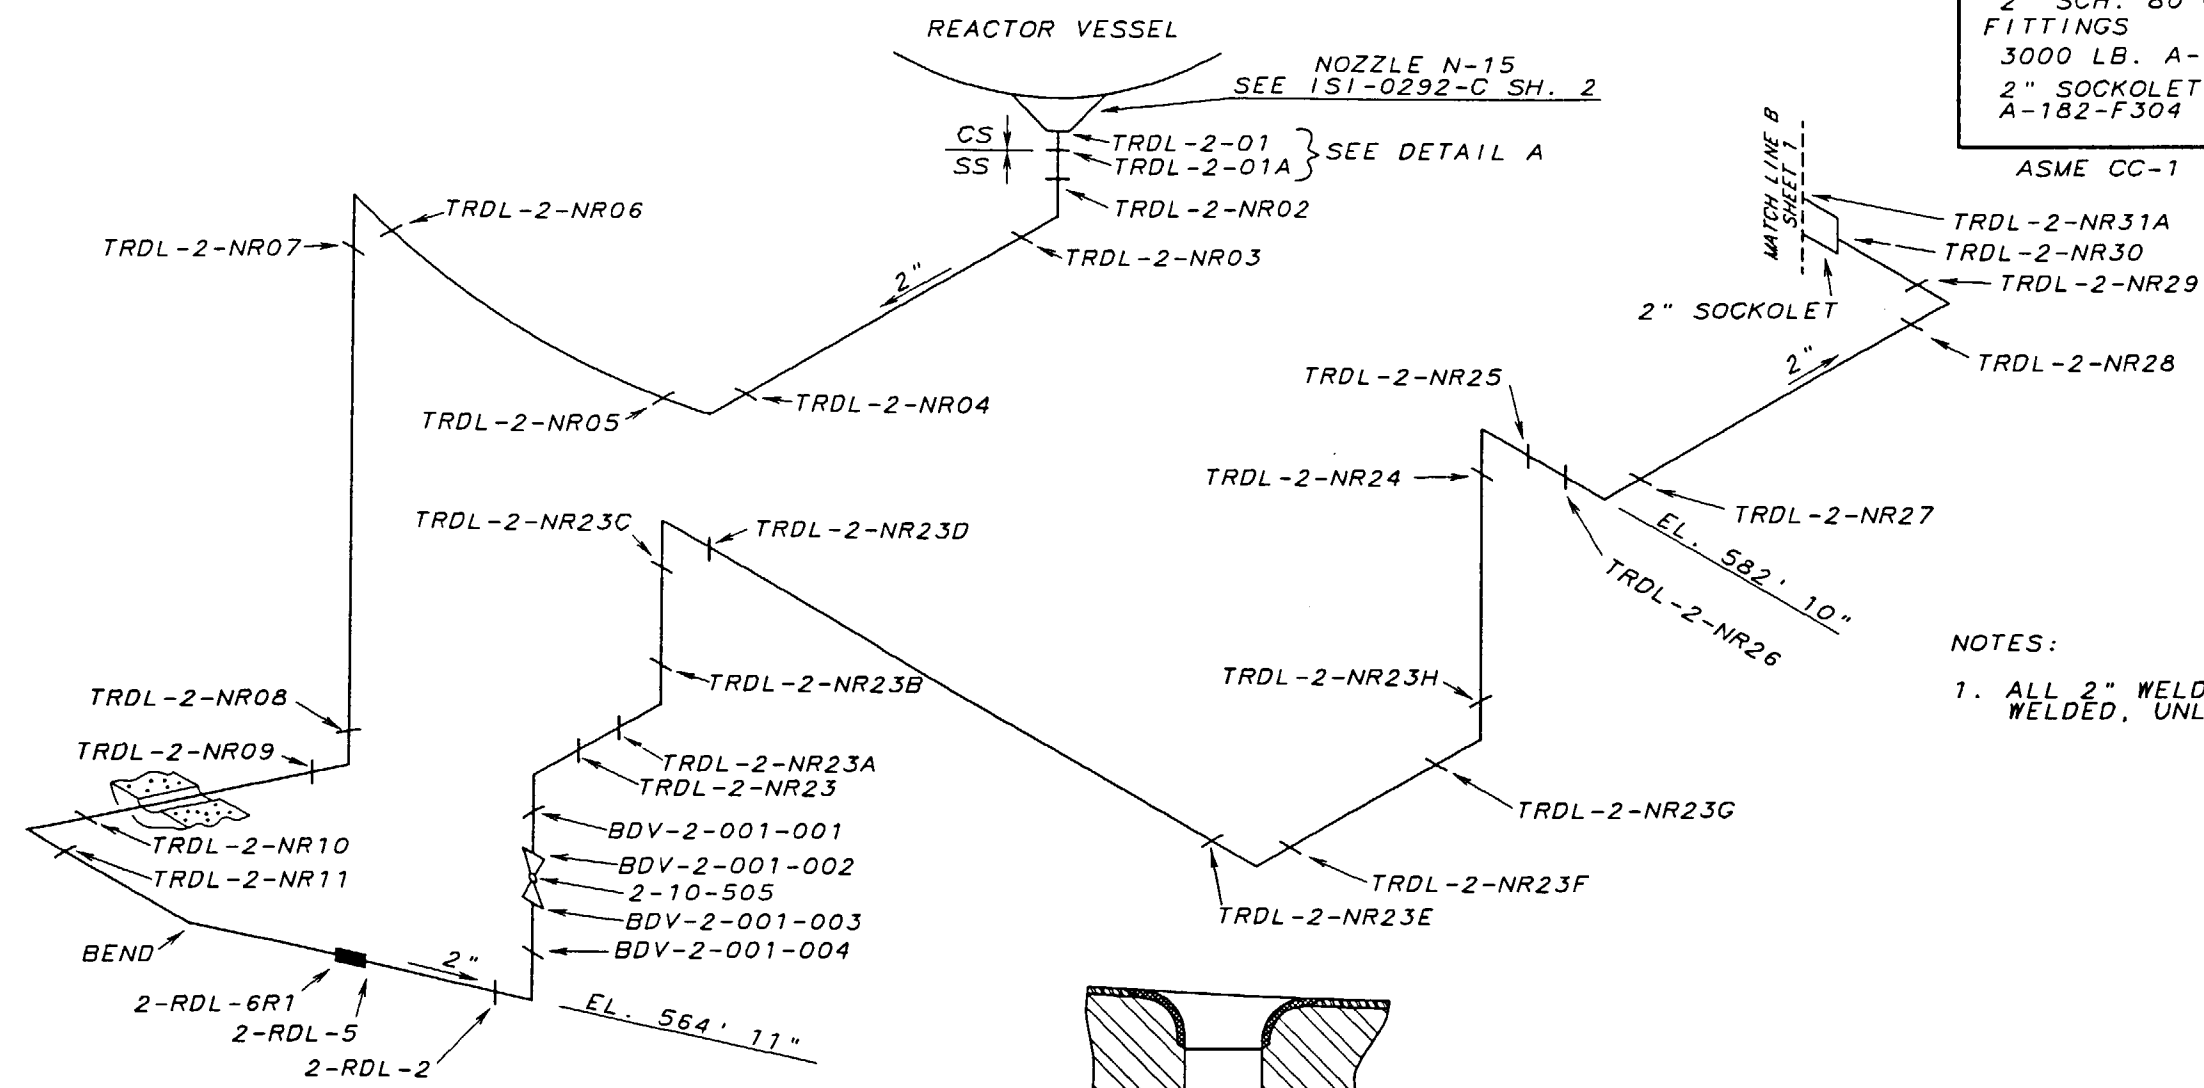 REACTOR VESSEL
NOZZLE N-15
SEE ISI-0292-C SH. 2
CS
SS
TRDL-2-01
TRDL-2-01A
SEE DETAIL A
TRDL-2-NR02
TRDL-2-NR03
2"
TRDL-2-NR04
TRDL-2-NR05
TRDL-2-NR06
TRDL-2-NR07
TRDL-2-NR08
TRDL-2-NR09
TRDL-2-NR10
TRDL-2-NR11
BEND
2-RDL-6R1
2-RDL-5
2"
2-RDL-2
EL. 564' 11"
BDV-2-001-004
BDV-2-001-003
2-10-505
BDV-2-001-002
BDV-2-001-001
TRDL-2-NR23
TRDL-2-NR23A
TRDL-2-NR23B
TRDL-2-NR23C
TRDL-2-NR23D
TRDL-2-NR23E
TRDL-2-NR23F
TRDL-2-NR23G
TRDL-2-NR23H
TRDL-2-NR24
TRDL-2-NR25
TRDL-2-NR26
EL. 582' 10"
TRDL-2-NR27
2"
TRDL-2-NR28
TRDL-2-NR29
TRDL-2-NR30
TRDL-2-NR31A
2" SOCKOLET
MATCH LINE B
SHEET 1
2" SCH. 80
FITTINGS
3000 LB. A-
2" SOCKOLET
A-182-F304
ASME CC-1
NOTES:
1. ALL 2" WELD
WELDED, UNL